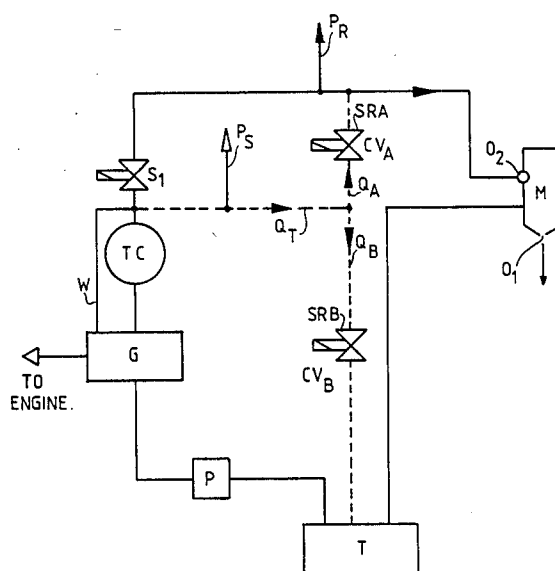 P_R
SRA
CV_A
P_S
S_1
O_2
M
Q_A
Q_T
TC
Q_B
O_1
W
SRB
G
CV_B
TO
ENGINE.
P
T